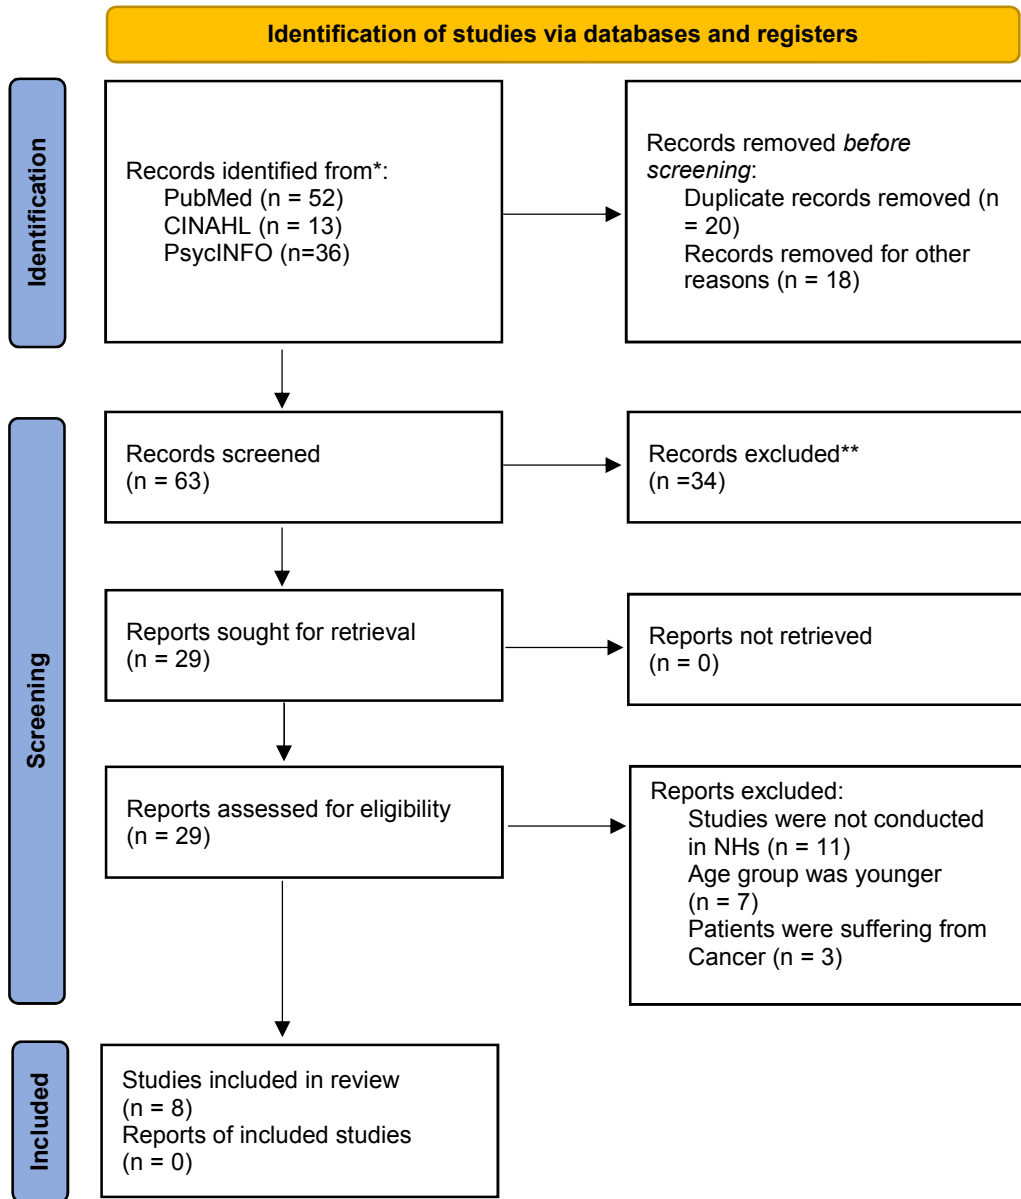 Identification of studies via databases and registers
Identification
Records identified from*:
PubMed (n = 52)
CINAHL (n = 13)
PsycINFO (n=36)
Records removed before
screening:
Duplicate records removed (n
= 20)
Records removed for other
reasons (n = 18)
Screening
Records screened
(n = 63)
Records excluded**
(n =34)
Reports sought for retrieval
(n = 29)
Reports not retrieved
(n = 0)
Reports assessed for eligibility
(n = 29)
Reports excluded:
Studies were not conducted
in NHs (n = 11)
Age group was younger
(n = 7)
Patients were suffering from
Cancer (n = 3)
Included
Studies included in review
(n = 8)
Reports of included studies
(n = 0)